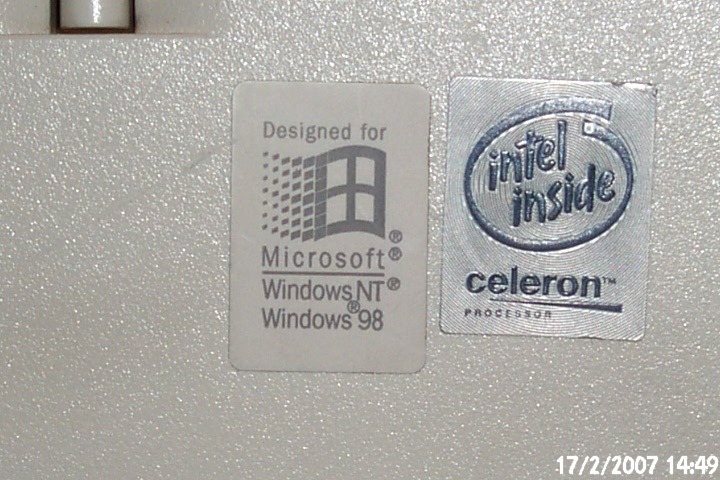 Designed for
®
Microsoft®
Windows NT®
Windows®98
intel
inside
celeron™
PROCESSOR
17/2/2007 14:49